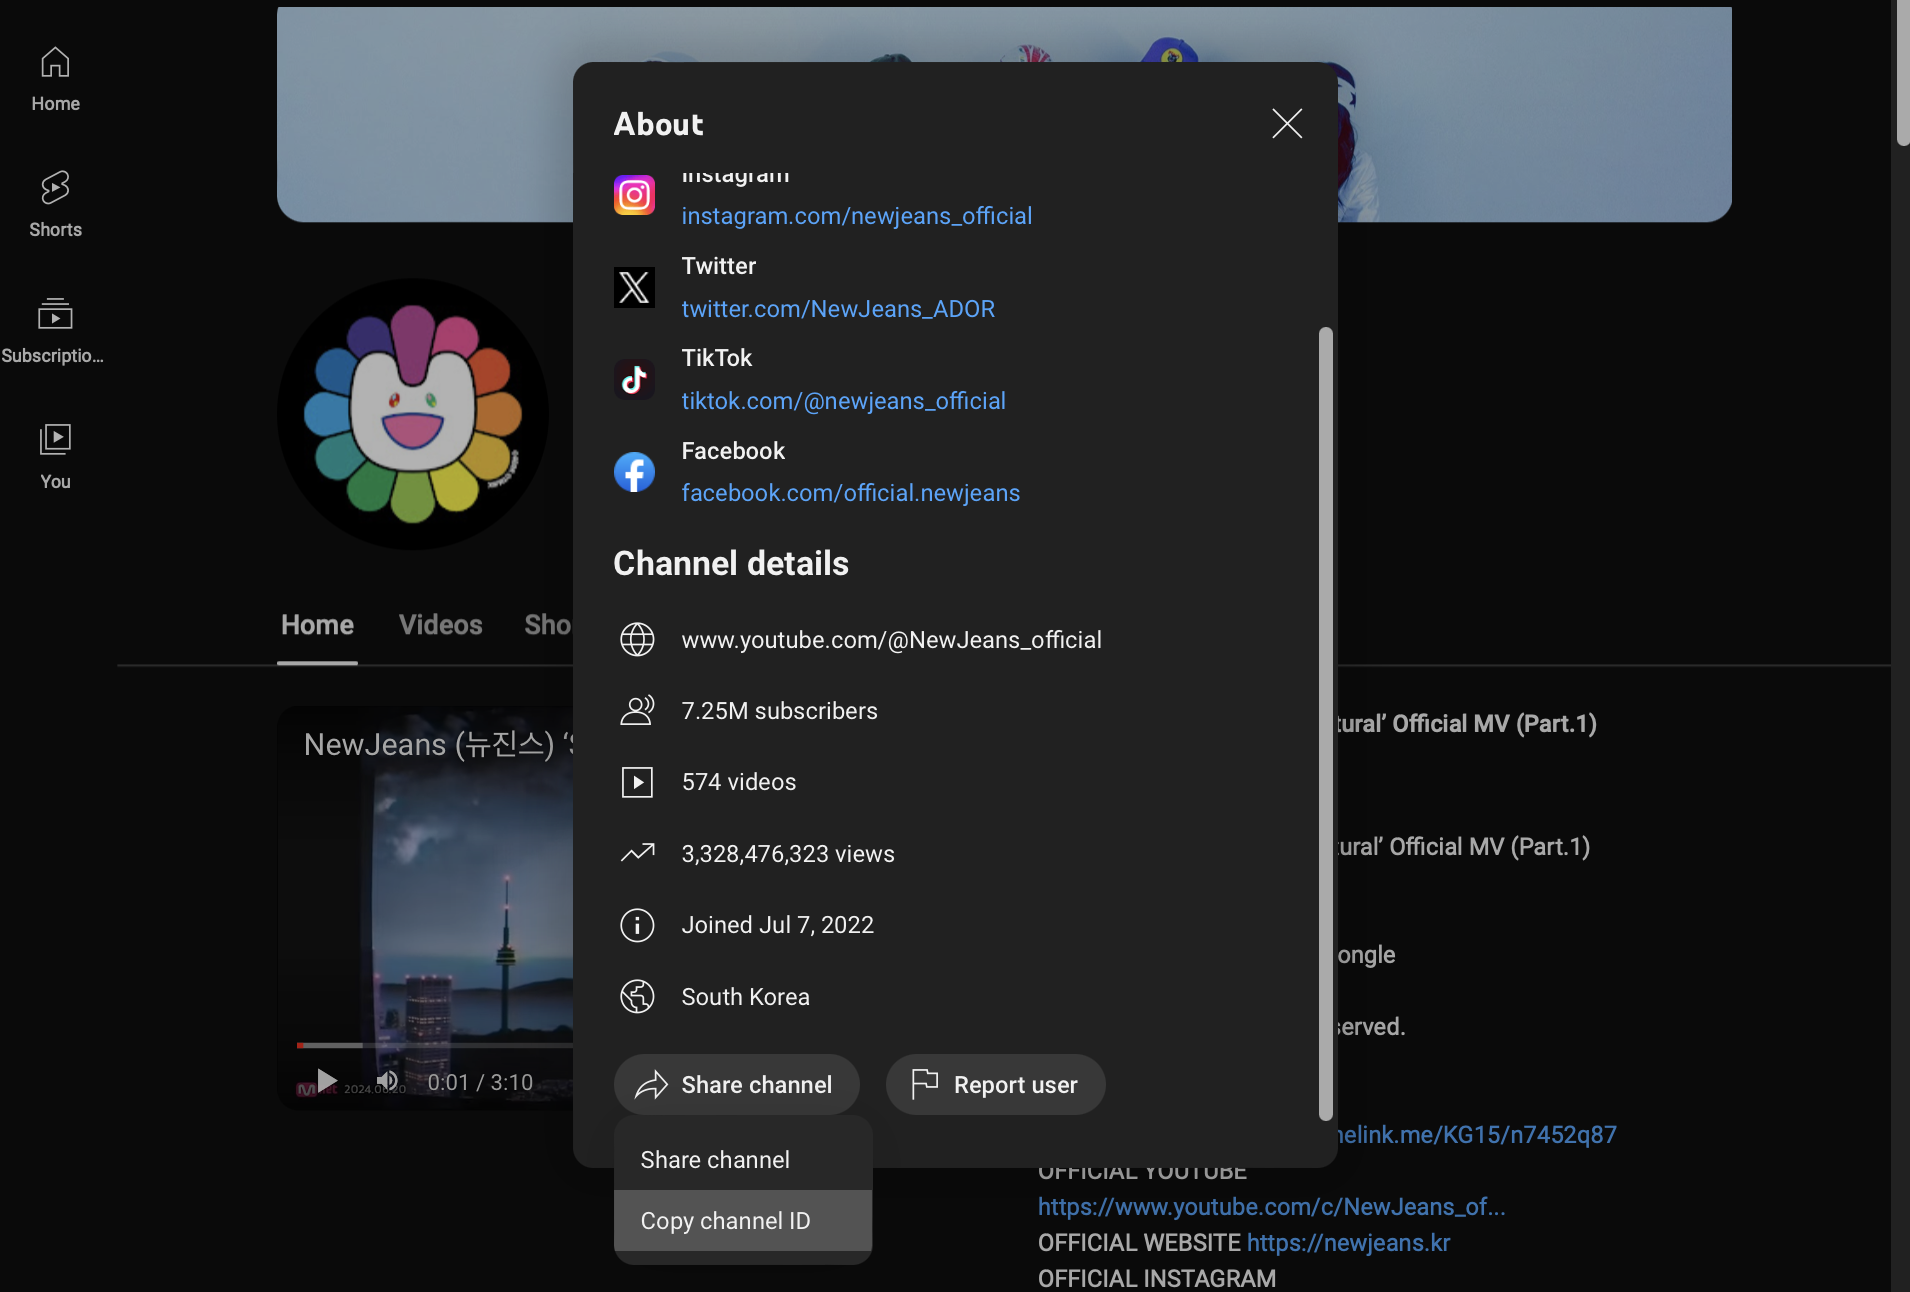 Home
Shorts
Subscriptio...
You
About
Instagram
instagram.com/newjeans_official
Twitter
twitter.com/NewJeans_ADOR
TikTok
tiktok.com/@newjeans_official
Facebook
facebook.com/official.newjeans
Channel details
www.youtube.com/@NewJeans_official
7.25M subscribers
574 videos
3,328,476,323 views
Joined Jul 7, 2022
South Korea
Share channel
Report user
Share channel
Copy channel ID
Home
Videos
Sho
NewJeans (뉴진스) ‘S
2024.06.20
0:01 / 3:10
tural’ Official MV (Part.1)
tural’ Official MV (Part.1)
ongle
served.
nelink.me/KG15/n7452q87
OFFICIAL YOUTUBE
https://www.youtube.com/c/NewJeans_of...
OFFICIAL WEBSITE https://newjeans.kr
OFFICIAL INSTAGRAM